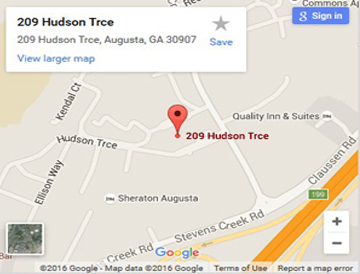 209 Hudson Trce
209 Hudson Trce, Augusta, GA 30907
Save
View larger map
Sign in
Commons Ap
Kendal Ct
Quality Inn & Suites
Hudson Trce
209 Hudson Trce
Claussen Rd
Ellison Way
Sheraton Augusta
199
Stevens Creek Rd
Creek Rd
Bar
Google
+
−
©2016 Google - Map data ©2016 Google
Terms of Use
Report a map error